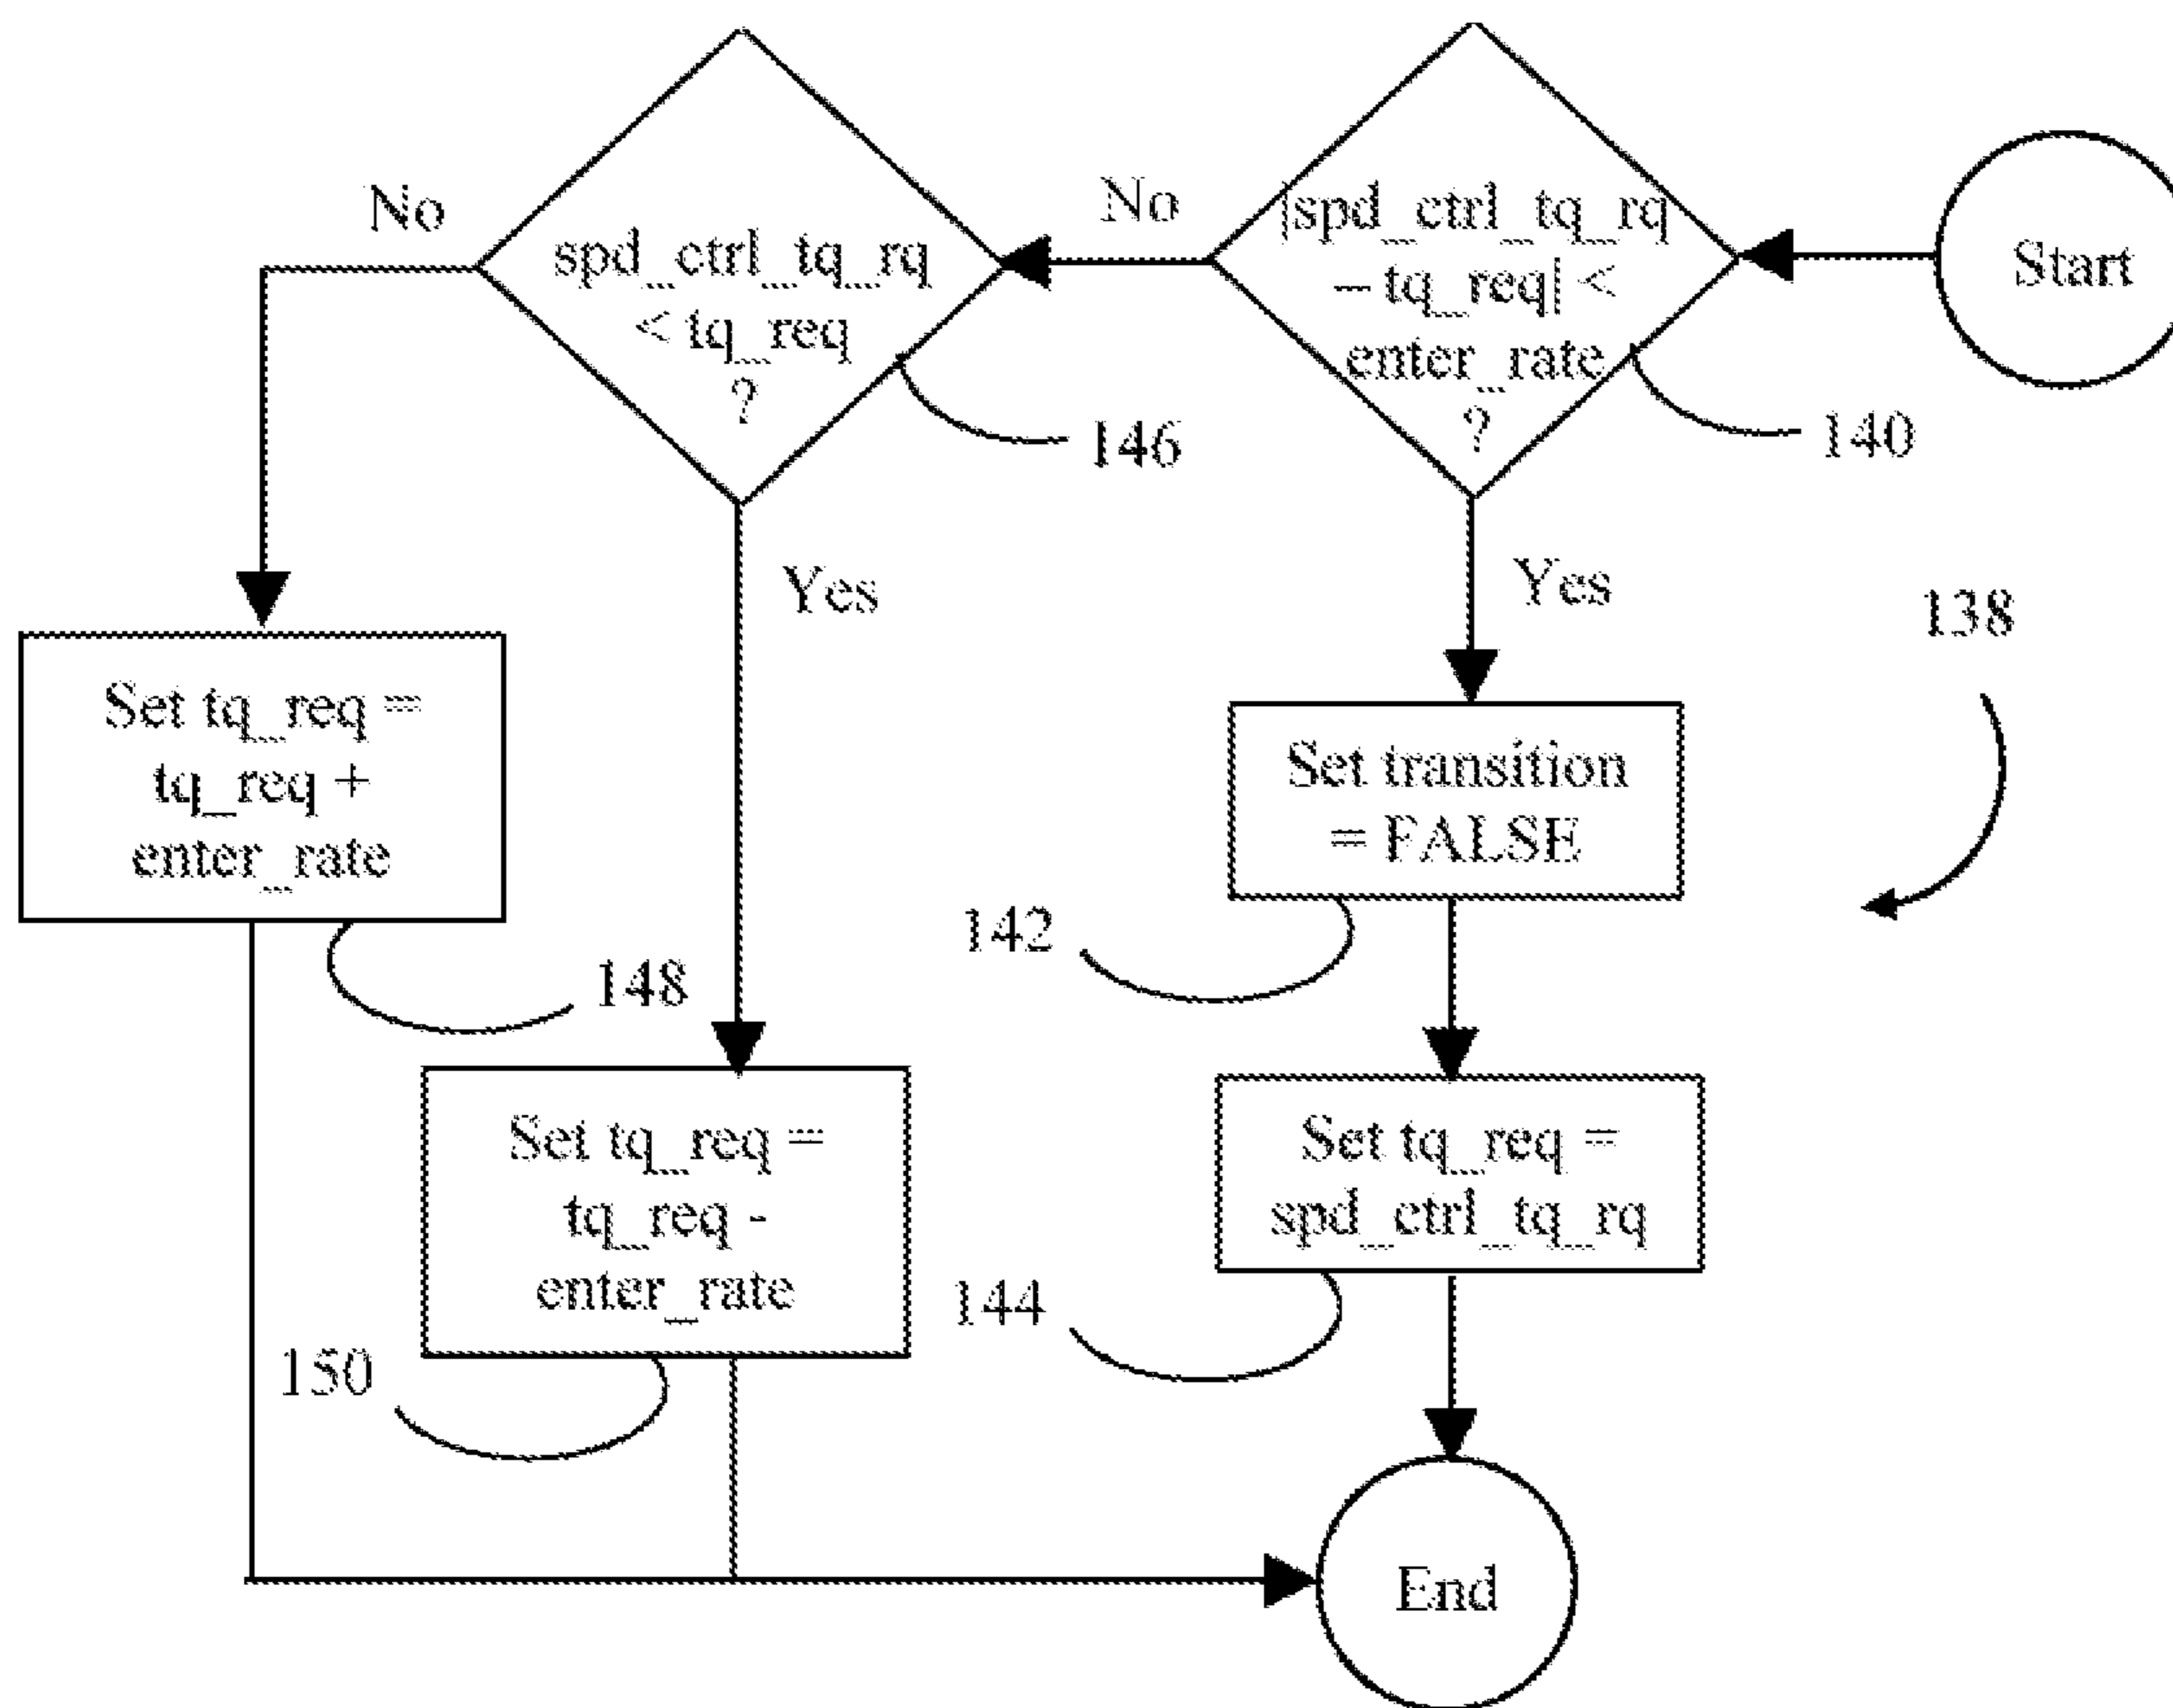 Start
|spd_ctrl_tq_rq
– tq_req| <
enter_rate
?
140
No
Yes
spd_ctrl_tq_rq
< tq_req
?
146
No
Yes
138
Set transition
= FALSE
142
Set tq_req =
spd_ctrl_tq_rq
144
Set tq_req =
tq_req +
enter_rate
148
Set tq_req =
tq_req -
enter_rate
150
End